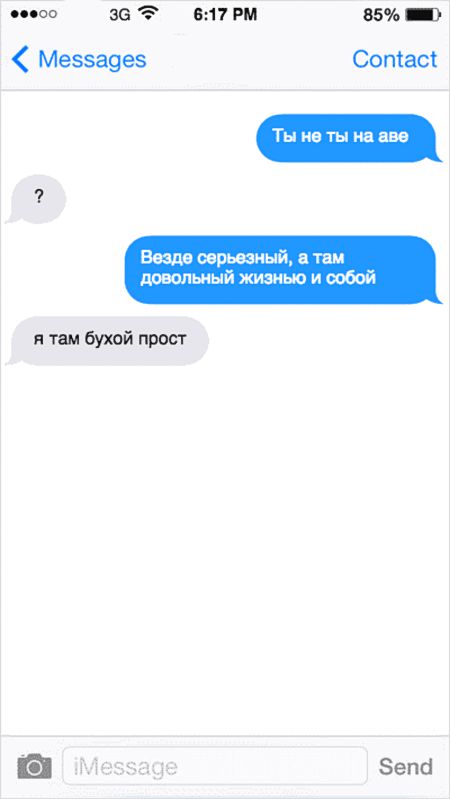 3G 6:17 PM 85%
Messages Contact
Ты не ты на аве
?
Везде серьезный, а там
довольный жизнью и собой
я там бухой прост
iMessage Send